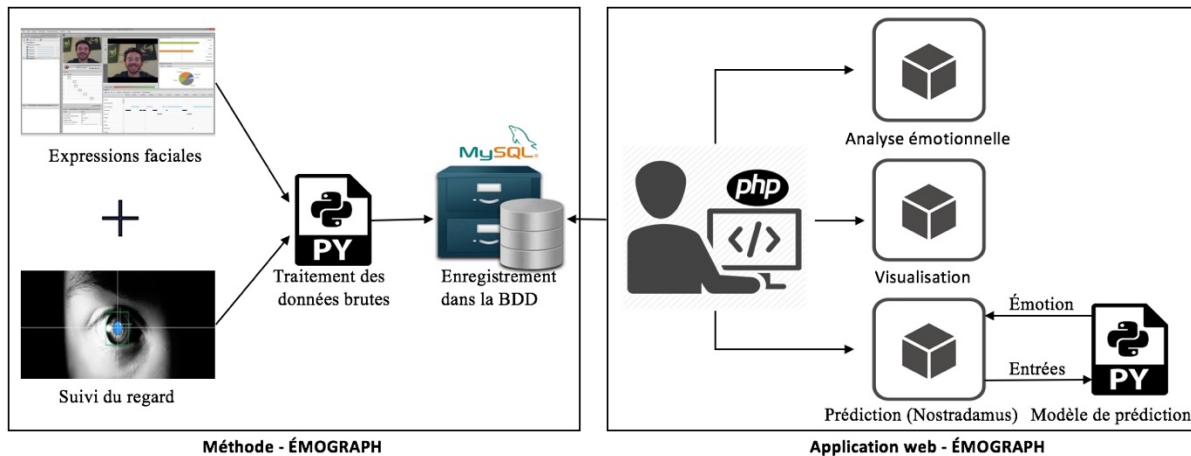 Expressions faciales
Suivi du regard
PY
Traitement des
données brutes
MySQL®
Enregistrement
dans la BDD
Méthode - ÉMOGRAPH
php
</>
Analyse émotionnelle
Visualisation
Émotion
Entrées
Prédiction (Nostradamus)
PY
Modèle de prédiction
Application web - ÉMOGRAPH